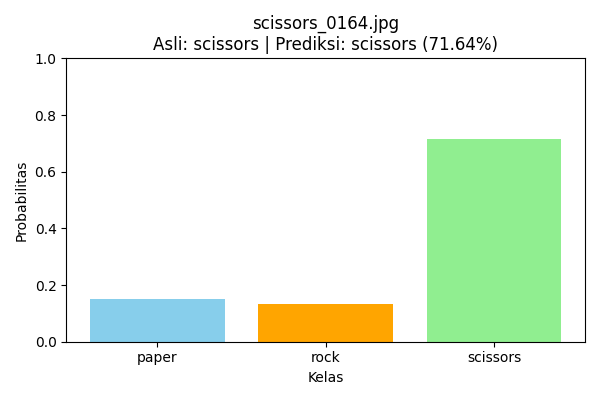 scissors_0164.jpg
Asli: scissors | Prediksi: scissors (71.64%)
1.0
0.8
0.6
0.4
0.2
0.0
Probabilitas
paper rock scissors
Kelas